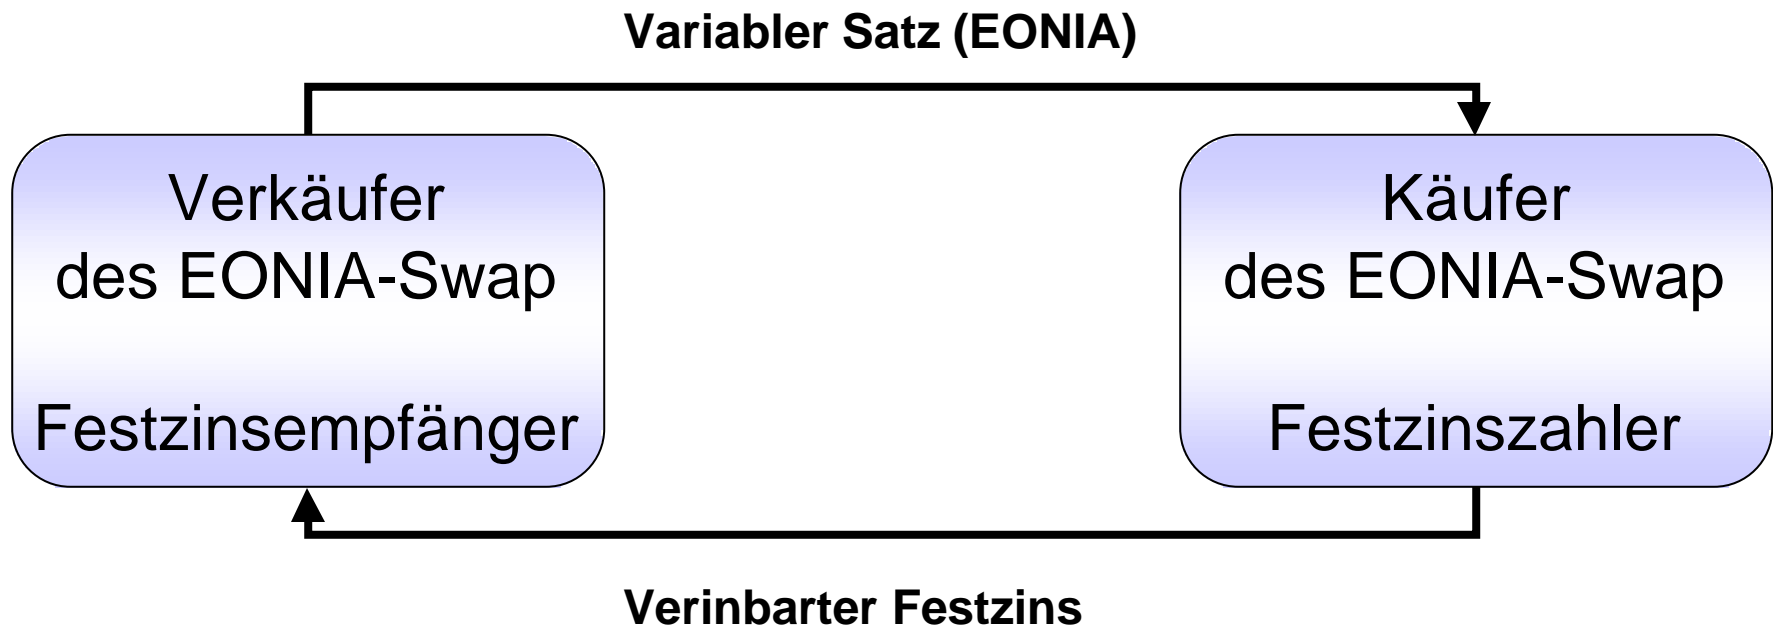 Variabler Satz (EONIA)
Verkäufer
des EONIA-Swap
Festzinsempfänger
Käufer
des EONIA-Swap
Festzinszahler
Verinbarter Festzins